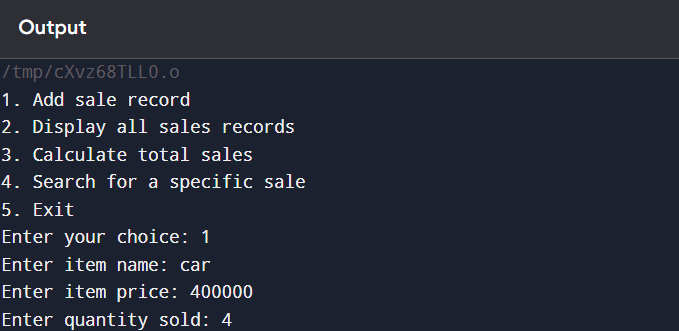 Output
/tmp/cXvz68TLLO.o
1. Add sale record
2. Display all sales records
3. Calculate total sales
4. Search for a specific sale
5. Exit
Enter your choice: 1
Enter item name: car
Enter item price: 400000
Enter quantity sold: 4